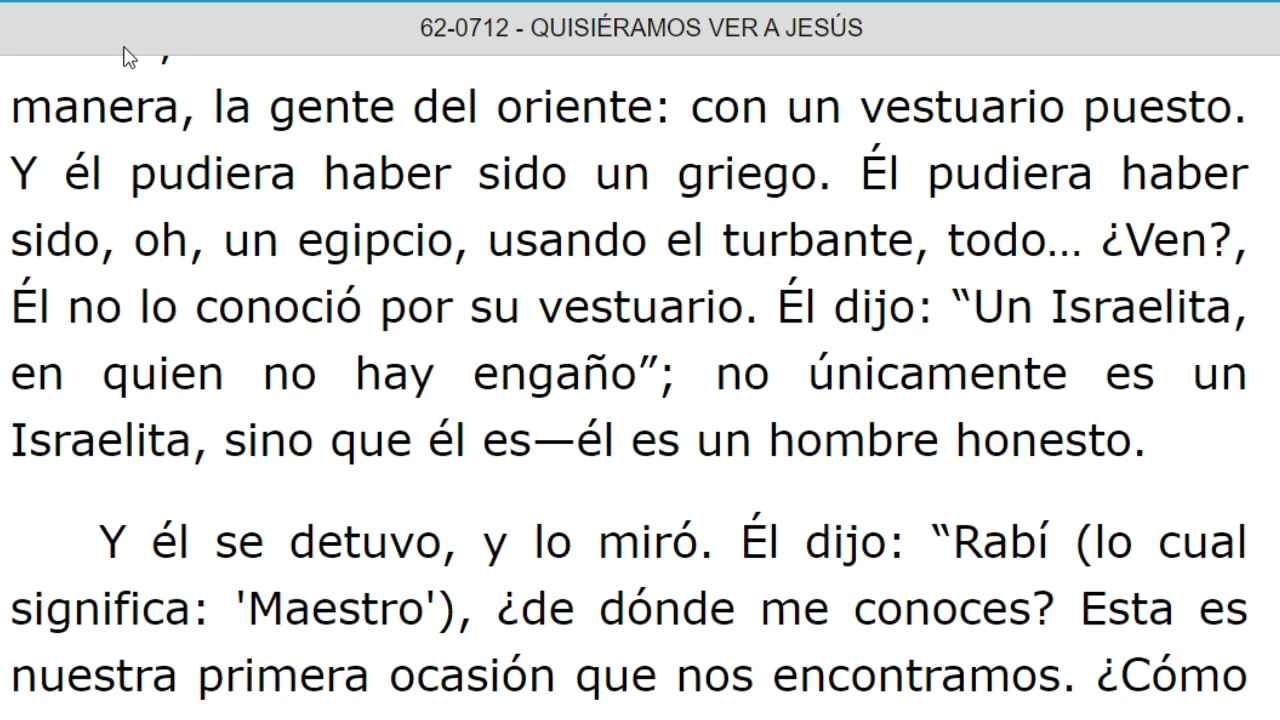 62-0712 - QUISIÉRAMOS VER A JESÚS
manera, la gente del oriente: con un vestuario puesto.
Y él pudiera haber sido un griego. Él pudiera haber
sido, oh, un egipcio, usando el turbante, todo... ¿Ven?,
Él no lo conoció por su vestuario. Él dijo: “Un Israelita,
en quien no hay engaño”; no únicamente es un
Israelita, sino que él es—él es un hombre honesto.
Y él se detuvo, y lo miró. Él dijo: “Rabí (lo cual
significa: 'Maestro'), ¿de dónde me conoces? Esta es
nuestra primera ocasión que nos encontramos. ¿Cómo